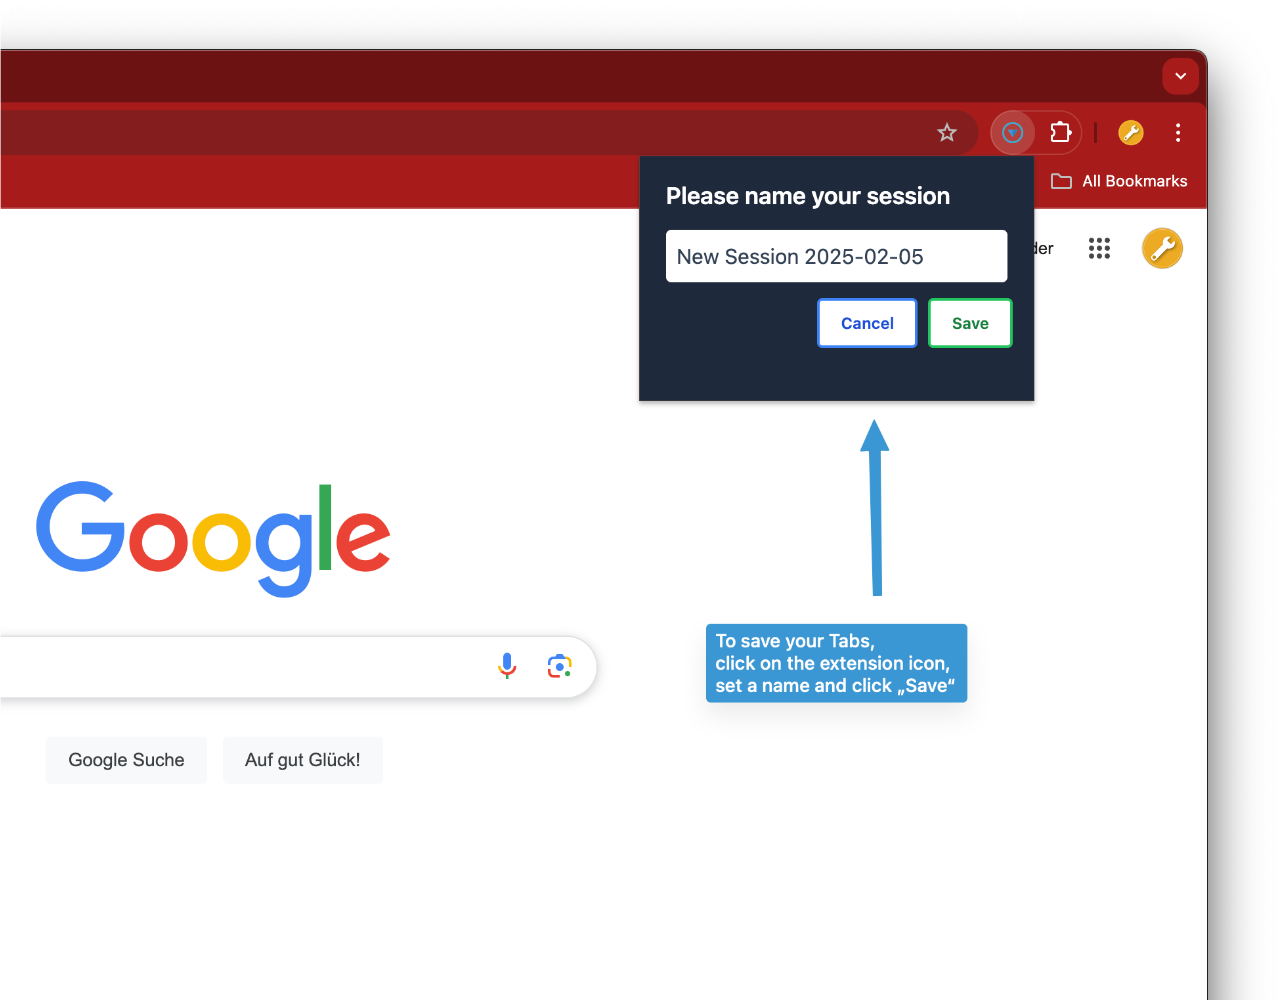 All Bookmarks
Please name your session
New Session 2025-02-05
der
Cancel
Save
Google
To save your Tabs,
click on the extension icon,
set a name and click „Save“
Google Suche
Auf gut Glück!